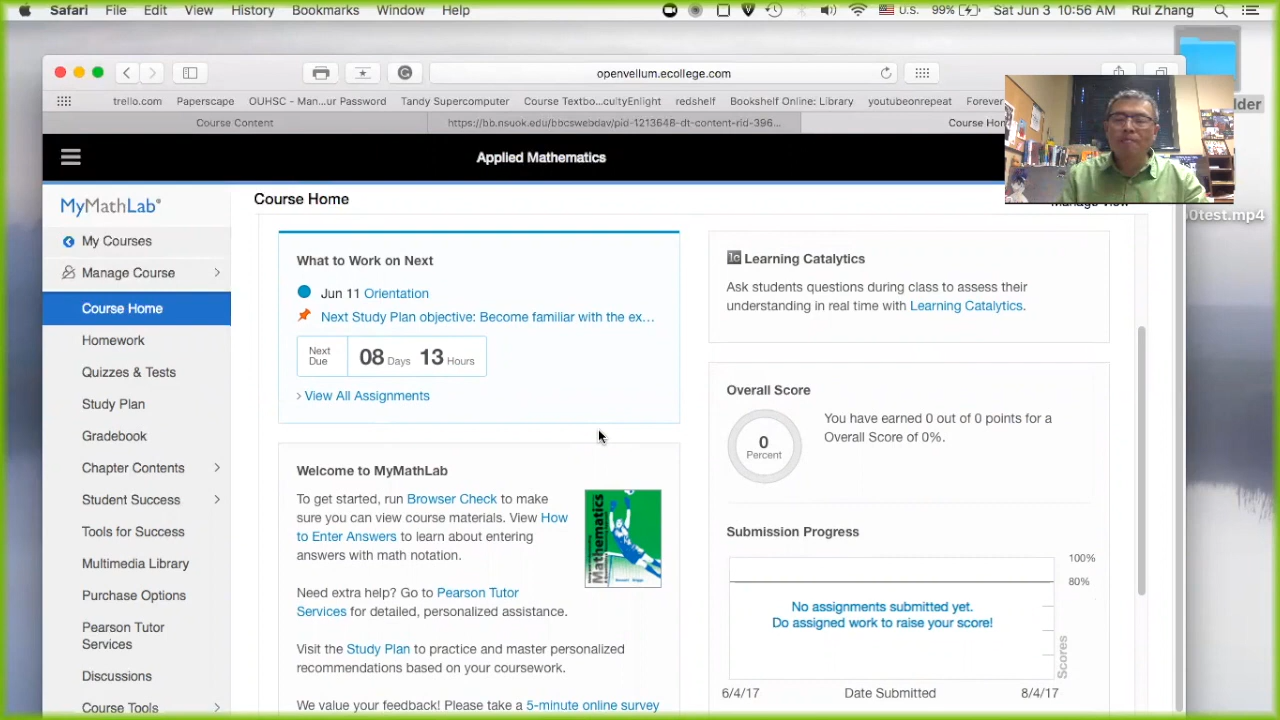 Safari File Edit View History Bookmarks Window Help
U.S. 99% Sat Jun 3 10:56 AM Rui Zhang
openvellum.ecollege.com
trello.com Paperscape OUHSC - Man...ur Password Tandy Supercomputer Course Textbo...cultyEnlight redshelf Bookshelf Online: Library youtubeonrepeat Forever
Course Content
https://bb.nsuok.edu/bbcswebdav/pid-1213648-dt-content-rid-396...
Course Hom
lder
Applied Mathematics
MyMathLab®
Course Home
Manage View
0test.mp4
My Courses
Manage Course
Course Home
Homework
Quizzes & Tests
Study Plan
Gradebook
Chapter Contents
Student Success
Tools for Success
Multimedia Library
Purchase Options
Pearson Tutor
Services
Discussions
Course Tools
What to Work on Next
Jun 11 Orientation
Next Study Plan objective: Become familiar with the ex...
Next
Due
08 Days 13 Hours
> View All Assignments
Welcome to MyMathLab
To get started, run Browser Check to make
sure you can view course materials. View How
to Enter Answers to learn about entering
answers with math notation.
Mathematics
Need extra help? Go to Pearson Tutor
Services for detailed, personalized assistance.
Visit the Study Plan to practice and master personalized
recommendations based on your coursework.
We value your feedback! Please take a 5-minute online survey
lc Learning Catalytics
Ask students questions during class to assess their
understanding in real time with Learning Catalytics.
Overall Score
0
Percent
You have earned 0 out of 0 points for a
Overall Score of 0%.
Submission Progress
100%
80%
No assignments submitted yet.
Do assigned work to raise your score!
Scores
6/4/17 Date Submitted 8/4/17